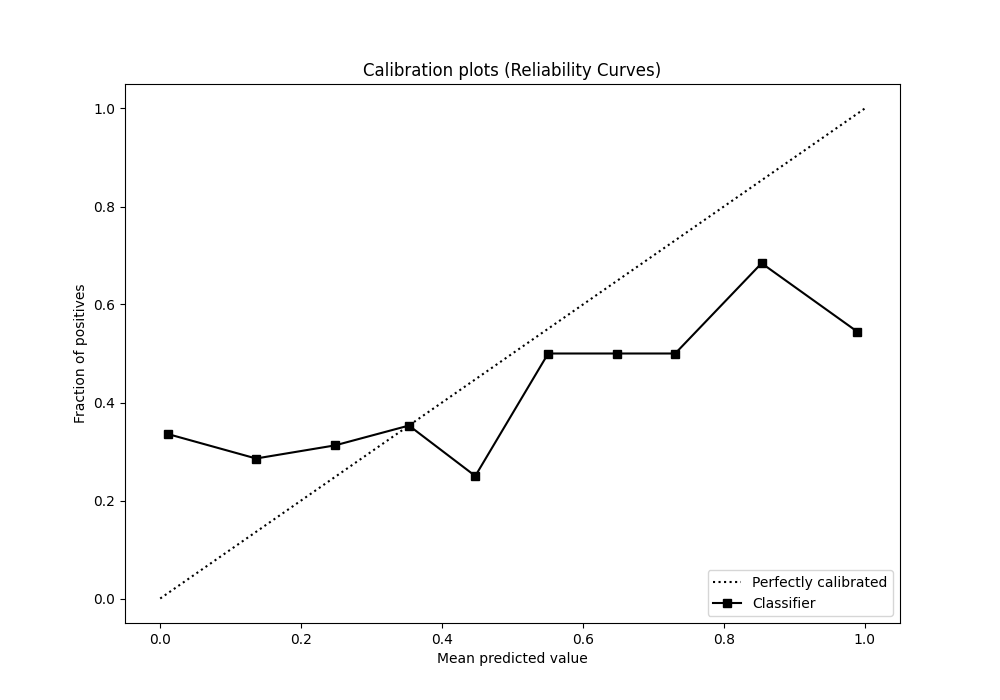 Calibration plots (Reliability Curves)
Fraction of positives
1.0
0.8
0.6
0.4
0.2
0.0
0.0 0.2 0.4 0.6 0.8 1.0
Mean predicted value
Perfectly calibrated
Classifier